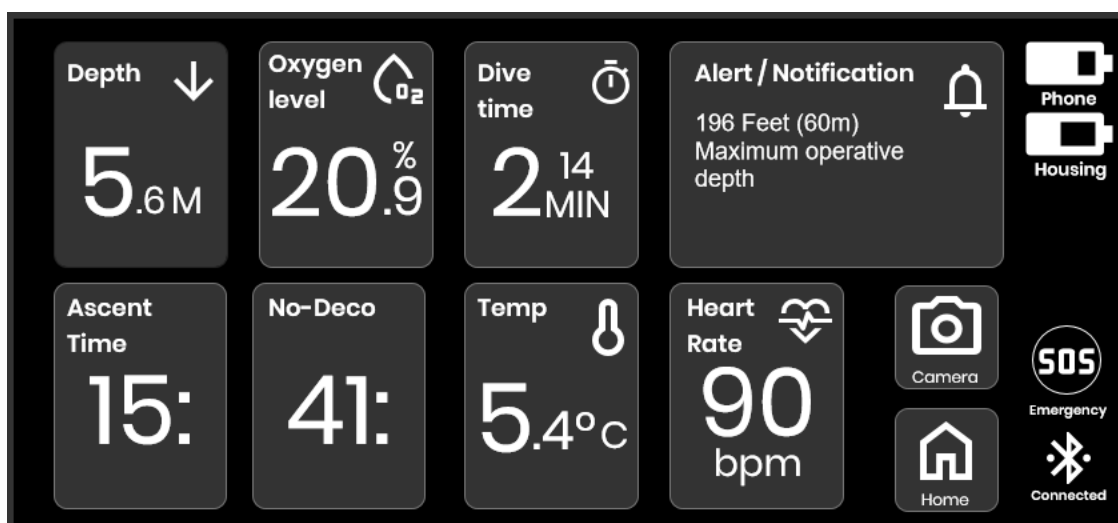 Depth
5.6 M
Oxygen
level
O2
20.9 %
Dive
time
2 14
MIN
Alert / Notification
196 Feet (60m)
Maximum operative
depth
Phone
Housing
Ascent
Time
15:
No-Deco
41:
Temp
5.4°C
Heart
Rate
90
bpm
Camera
Home
SOS
Emergency
Connected